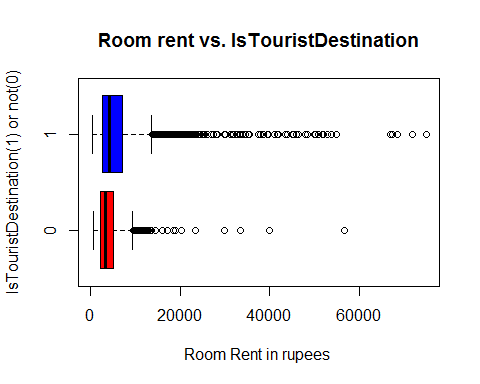 Room rent vs. IsTouristDestination
IsTouristDestination(1) or not(0)
1
0
0 20000 40000 60000
Room Rent in rupees